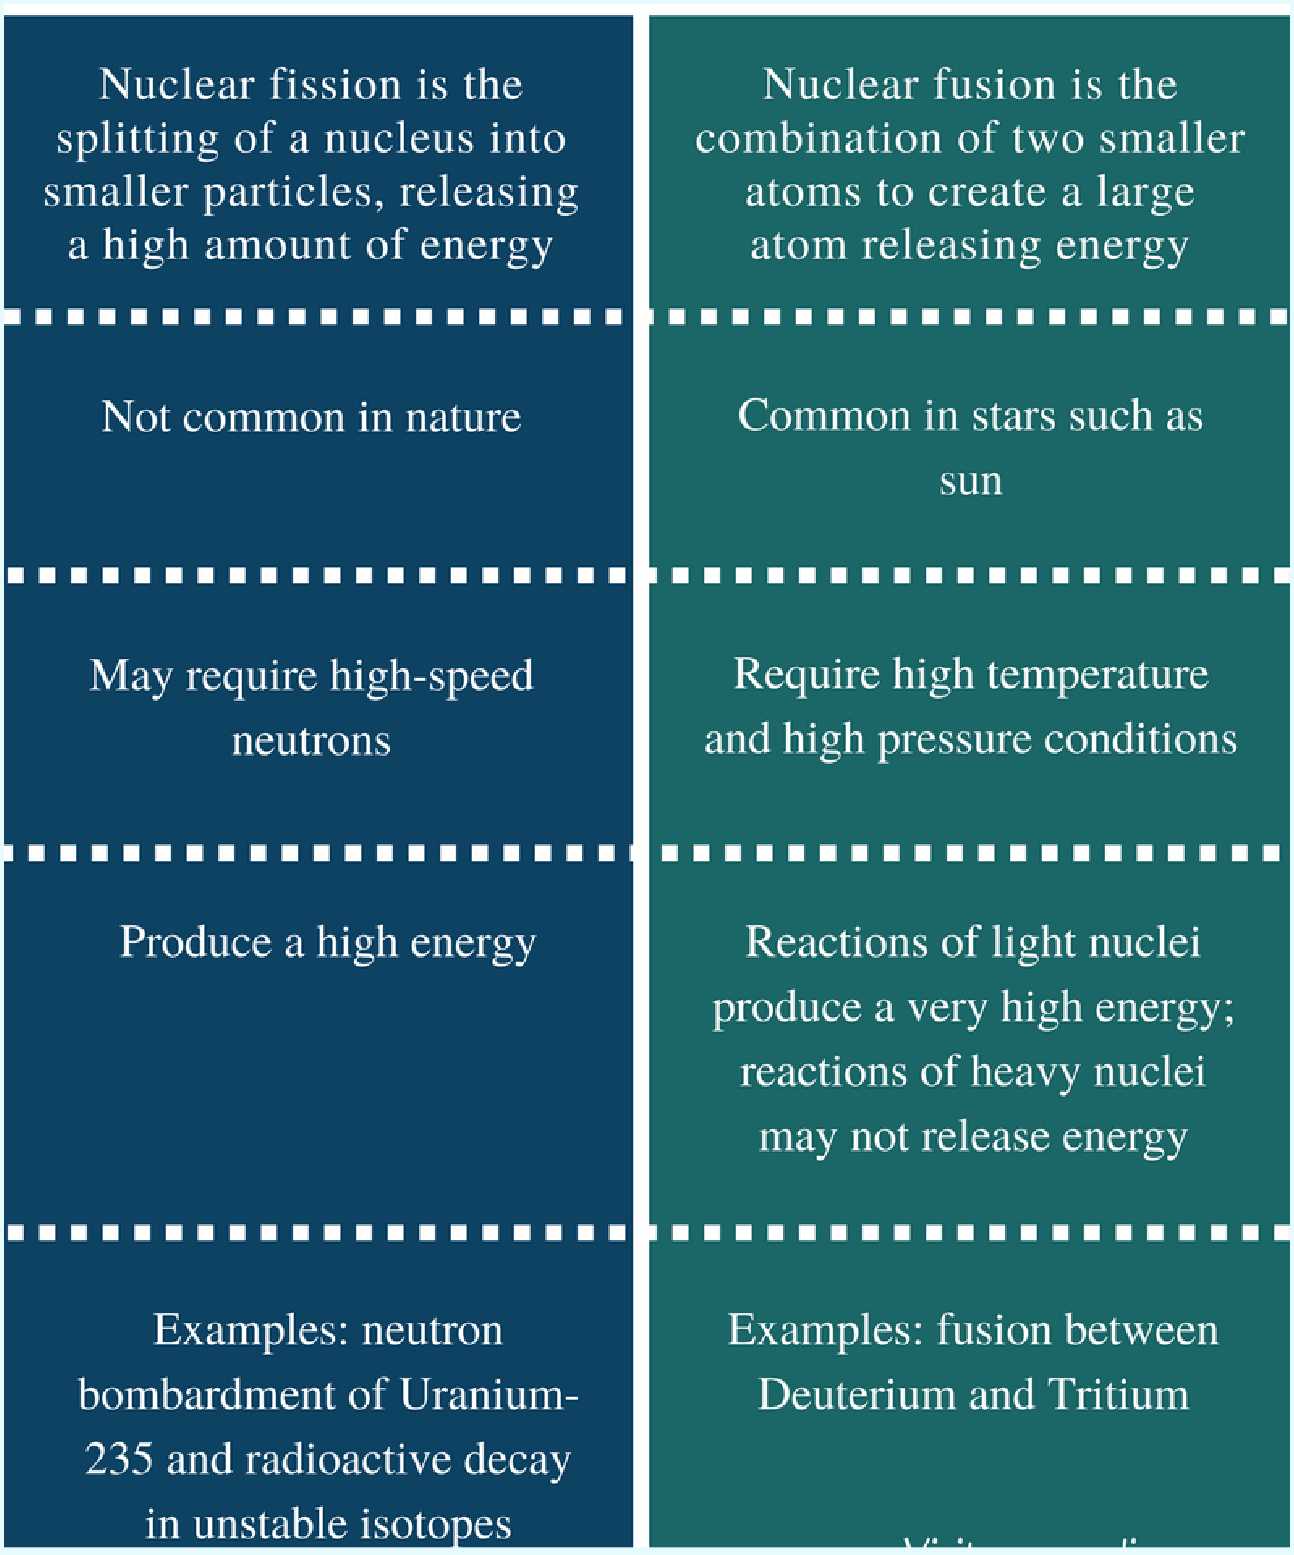 Nuclear fission is the
splitting of a nucleus into
smaller particles, releasing
a high amount of energy
Nuclear fusion is the
combination of two smaller
atoms to create a large
atom releasing energy
Not common in nature
Common in stars such as
sun
May require high-speed
neutrons
Require high temperature
and high pressure conditions
Produce a high energy
Reactions of light nuclei
produce a very high energy;
reactions of heavy nuclei
may not release energy
Examples: neutron
bombardment of Uranium-
235 and radioactive decay
in unstable isotopes
Examples: fusion between
Deuterium and Tritium